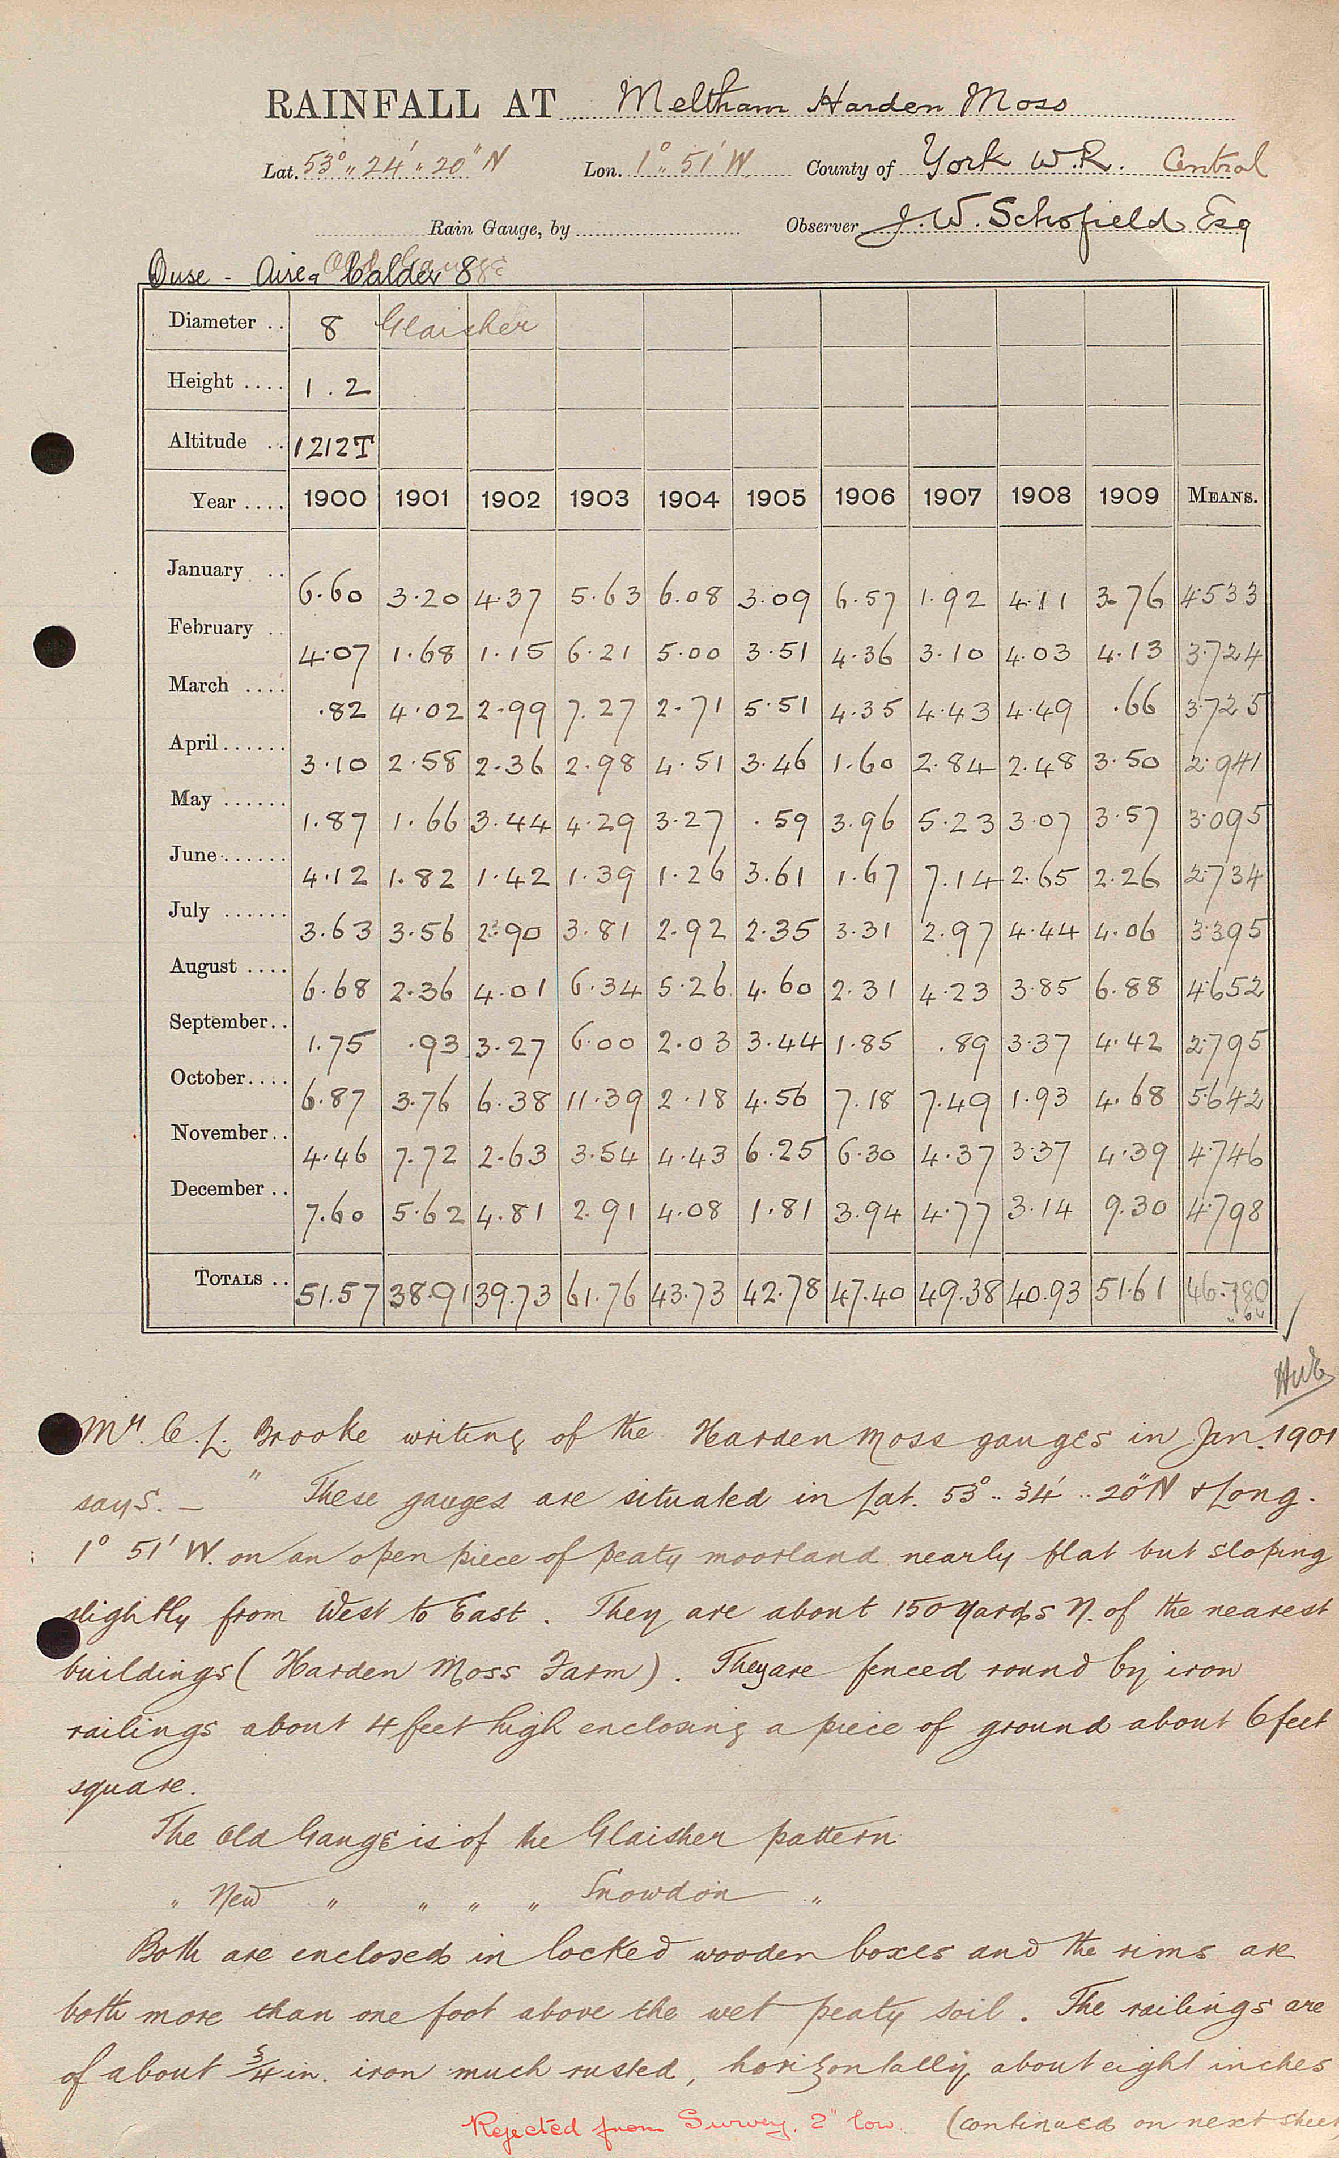 RAINFALL AT Meltham Harden Moss
Lat. 53° 24' 20" N Lon. 1° 51' W County of York W.R. Central
Rain Gauge, by Observer J. W. Schofield Esq
Ouse - Aire & Calder 8
Diameter .. 8 Glaisher
Height .... 1.2
Altitude .. 1212T
Year .... 1900 1901 1902 1903 1904 1905 1906 1907 1908 1909 MEANS.
January .. 6.60 3.20 4.37 5.63 6.08 3.09 6.57 1.92 4.11 3.76 4.533
February .. 4.07 1.68 1.15 6.21 5.00 3.51 4.36 3.10 4.03 4.13 3.724
March .... .82 4.02 2.99 7.27 2.71 5.51 4.35 4.43 4.49 .66 3.725
April ...... 3.10 2.58 2.36 2.98 4.51 3.46 1.60 2.84 2.48 3.50 2.941
May ...... 1.87 1.66 3.44 4.29 3.27 .59 3.96 5.23 3.07 3.57 3.095
June ...... 4.12 1.82 1.42 1.39 1.26 3.61 1.67 7.14 2.65 2.26 2.734
July ...... 3.63 3.56 2.90 3.81 2.92 2.35 3.31 2.97 4.44 4.06 3.395
August .... 6.68 2.36 4.01 6.34 5.26 4.60 2.31 4.23 3.85 6.88 4.652
September .. 1.75 .93 3.27 6.00 2.03 3.44 1.85 .89 3.37 4.42 2.795
October .... 6.87 3.76 6.38 11.39 2.18 4.56 7.18 7.49 1.93 4.68 5.642
November .. 4.46 7.72 2.63 3.54 4.43 6.25 6.30 4.37 3.37 4.39 4.746
December .. 7.60 5.62 4.81 2.91 4.08 1.81 3.94 4.77 3.14 9.30 4.798
TOTALS .. 51.57 38.91 39.73 61.76 43.73 42.78 47.40 49.38 40.93 51.61 46.780
Mr. C. L. Brooke writing of the Harden Moss gauges in Jan. 1901
says. — " These gauges are situated in Lat. 53° 34' 20" N & Long.
1° 51' W. on an open piece of peaty moorland nearly flat but sloping
slightly from West to East. They are about 150 yards N. of the nearest
buildings (Harden Moss Farm). They are fenced round by iron
railings about 4 feet high enclosing a piece of ground about 6 feet
square.
The Old Gauge is of the Glaisher pattern
" New " " " " Snowdon "
Both are enclosed in locked wooden boxes and the rims are
both more than one foot above the wet peaty soil. The railings are
of about 3/4 in. iron much rusted, horizontally about eight inches
Rejected from Survey. 2" low. (continued on next sheet